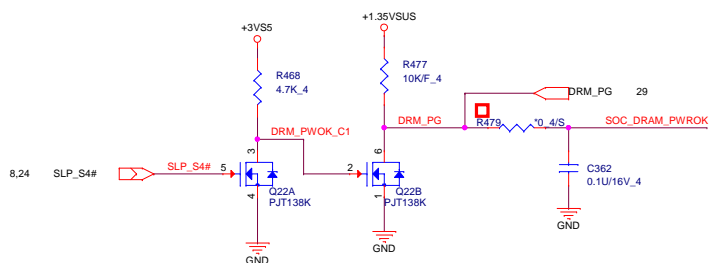 +3VS5
+1.35VSUS
R468
4.7K_4
R477
10K/F_4
DRM_PG 29
DRM_PWOK_C1
DRM_PG
R479 *0_4/S
SOC_DRAM_PWROK
8,24 SLP_S4#
SLP_S4#
5
3
4
Q22A
PJT138K
2
6
1
Q22B
PJT138K
C362
0.1U/16V_4
GND
GND
GND